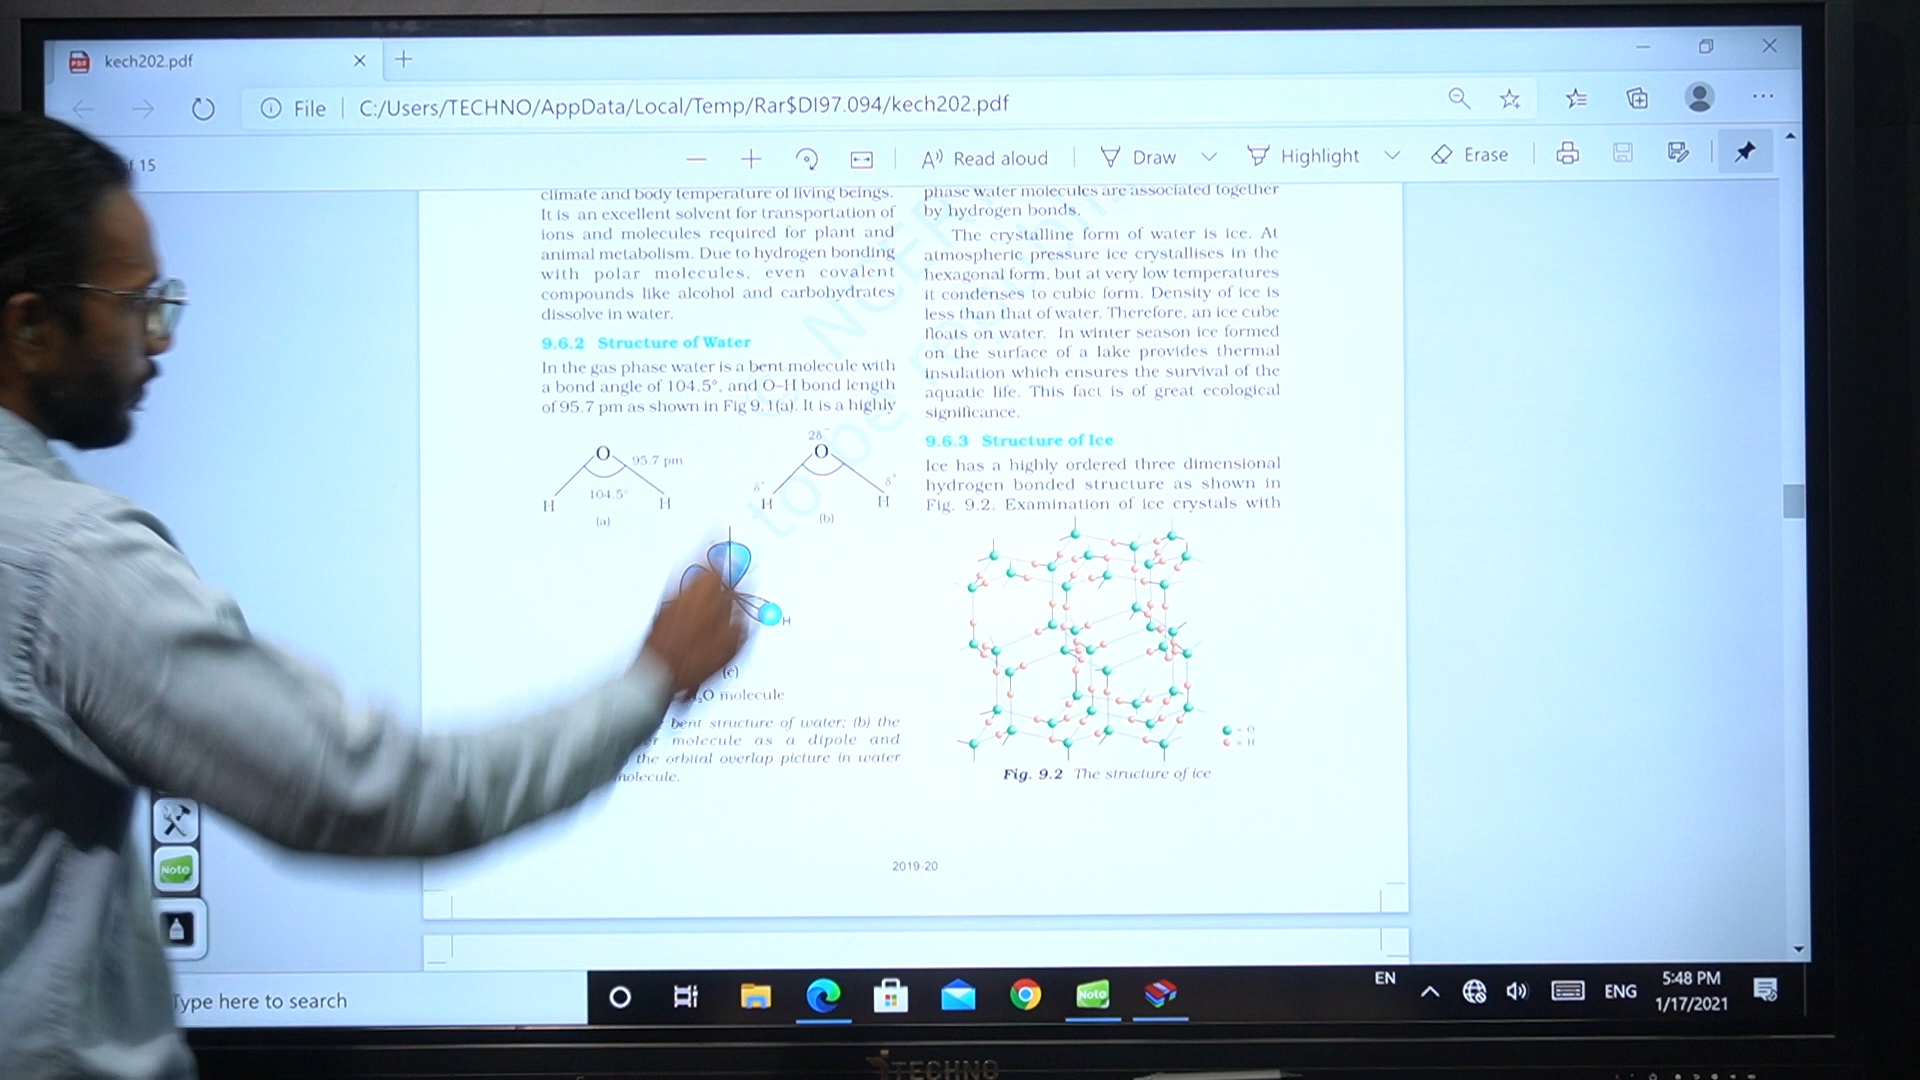 kech202.pdf
File
C:/Users/TECHNO/AppData/Local/Temp/Rar$DI97.094/kech202.pdf
f 15
Read aloud
Draw
Highlight
Erase
climate and body temperature of living beings.
It is an excellent solvent for transportation of
ions and molecules required for plant and
animal metabolism. Due to hydrogen bonding
with polar molecules, even covalent
compounds like alcohol and carbohydrates
dissolve in water.
9.6.2 Structure of Water
In the gas phase water is a bent molecule with
a bond angle of 104.5°, and O–H bond length
of 95.7 pm as shown in Fig 9.1(a). It is a highly
O
95.7 pm
104.5°
H
H
(a)
2δ⁻
O
δ⁺
δ⁺
H
H
(b)
H
(c)
₂O molecule
bent structure of water; (b) the
er molecule as a dipole and
the orbital overlap picture in water
molecule.
phase water molecules are associated together
by hydrogen bonds.
The crystalline form of water is ice. At
atmospheric pressure ice crystallises in the
hexagonal form, but at very low temperatures
it condenses to cubic form. Density of ice is
less than that of water. Therefore, an ice cube
floats on water. In winter season ice formed
on the surface of a lake provides thermal
insulation which ensures the survival of the
aquatic life. This fact is of great ecological
significance.
9.6.3 Structure of Ice
Ice has a highly ordered three dimensional
hydrogen bonded structure as shown in
Fig. 9.2. Examination of ice crystals with
= O
= H
Fig. 9.2 The structure of ice
2019-20
Note
Type here to search
Note
EN
ENG
5:48 PM
1/17/2021
TECHNO